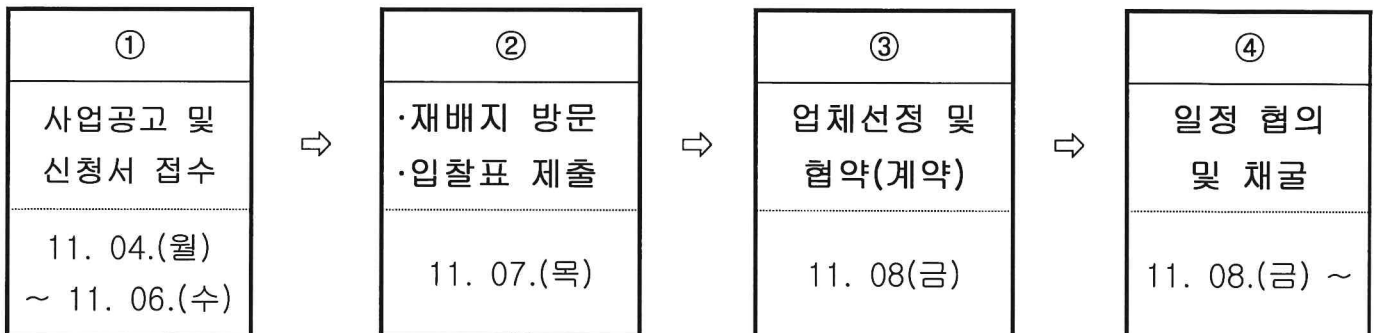 ①
사업공고 및
신청서 접수
11. 04.(월)
~ 11. 06.(수)
⇨
②
·재배지 방문
·입찰표 제출
11. 07.(목)
⇨
③
업체선정 및
협약(계약)
11. 08(금)
⇨
④
일정 협의
및 채굴
11. 08.(금) ~